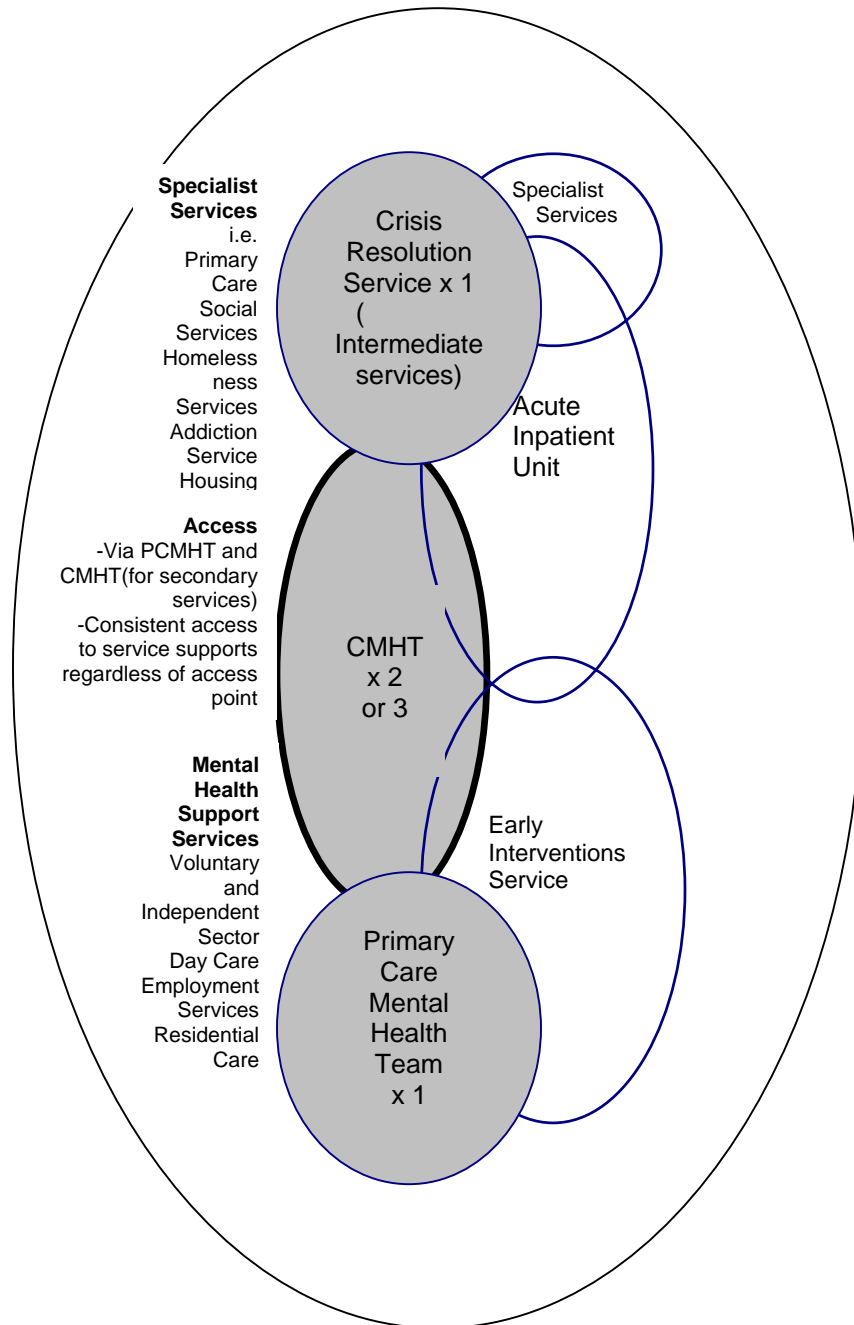 Specialist
Services
i.e.
Primary
Care
Social
Services
Homeless
ness
Services
Addiction
Service
Housing
Access
-Via PCMHT and
CMHT(for secondary
services)
-Consistent access
to service supports
regardless of access
point
Mental
Health
Support
Services
Voluntary
and
Independent
Sector
Day Care
Employment
Services
Residential
Care
Crisis
Resolution
Service x 1
(
Intermediate
services)
CMHT
x 2
or 3
Primary
Care
Mental
Health
Team
x 1
Specialist
Services
Acute
Inpatient
Unit
Early
Interventions
Service